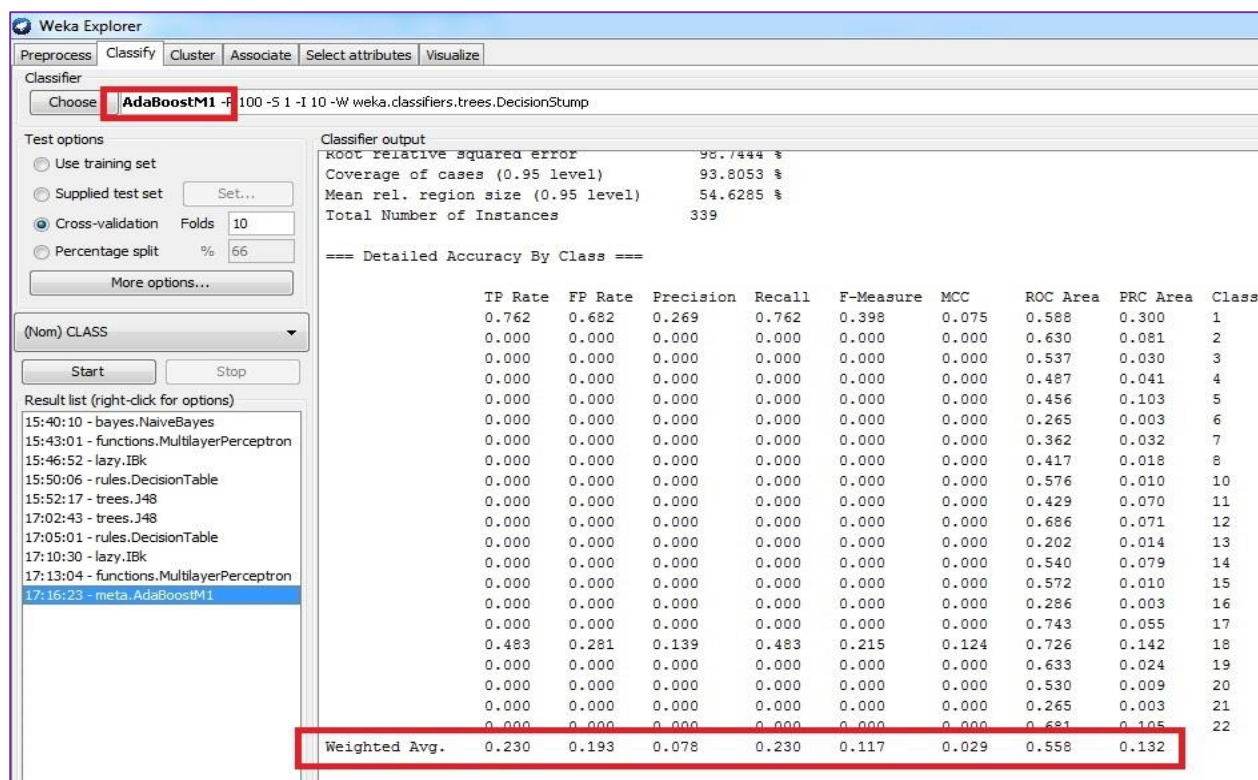 Weka Explorer
Preprocess Classify Cluster Associate Select attributes Visualize
Classifier
Choose AdaBoostM1 -P 100 -S 1 -I 10 -W weka.classifiers.trees.DecisionStump
Test options
Use training set
Supplied test set Set...
Cross-validation Folds 10
Percentage split % 66
More options...
(Nom) CLASS
Start Stop
Result list (right-click for options)
15:40:10 - bayes.NaiveBayes
15:43:01 - functions.MultilayerPerceptron
15:46:52 - lazy.IBk
15:50:06 - rules.DecisionTable
15:52:17 - trees.J48
17:02:43 - trees.J48
17:05:01 - rules.DecisionTable
17:10:30 - lazy.IBk
17:13:04 - functions.MultilayerPerceptron
17:16:23 - meta.AdaBoostM1
Classifier output
Root relative squared error 98.7444 %
Coverage of cases (0.95 level) 93.8053 %
Mean rel. region size (0.95 level) 54.6285 %
Total Number of Instances 339
=== Detailed Accuracy By Class ===
TP Rate FP Rate Precision Recall F-Measure MCC ROC Area PRC Area Class
0.762 0.682 0.269 0.762 0.398 0.075 0.588 0.300 1
0.000 0.000 0.000 0.000 0.000 0.000 0.630 0.081 2
0.000 0.000 0.000 0.000 0.000 0.000 0.537 0.030 3
0.000 0.000 0.000 0.000 0.000 0.000 0.487 0.041 4
0.000 0.000 0.000 0.000 0.000 0.000 0.456 0.103 5
0.000 0.000 0.000 0.000 0.000 0.000 0.265 0.003 6
0.000 0.000 0.000 0.000 0.000 0.000 0.362 0.032 7
0.000 0.000 0.000 0.000 0.000 0.000 0.417 0.018 8
0.000 0.000 0.000 0.000 0.000 0.000 0.576 0.010 10
0.000 0.000 0.000 0.000 0.000 0.000 0.429 0.070 11
0.000 0.000 0.000 0.000 0.000 0.000 0.686 0.071 12
0.000 0.000 0.000 0.000 0.000 0.000 0.202 0.014 13
0.000 0.000 0.000 0.000 0.000 0.000 0.540 0.079 14
0.000 0.000 0.000 0.000 0.000 0.000 0.572 0.010 15
0.000 0.000 0.000 0.000 0.000 0.000 0.286 0.003 16
0.000 0.000 0.000 0.000 0.000 0.000 0.743 0.055 17
0.483 0.281 0.139 0.483 0.215 0.124 0.726 0.142 18
0.000 0.000 0.000 0.000 0.000 0.000 0.633 0.024 19
0.000 0.000 0.000 0.000 0.000 0.000 0.530 0.009 20
0.000 0.000 0.000 0.000 0.000 0.000 0.265 0.003 21
0.000 0.000 0.000 0.000 0.000 0.000 0.681 0.105 22
Weighted Avg. 0.230 0.193 0.078 0.230 0.117 0.029 0.558 0.132